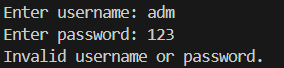 Enter username: adm
Enter password: 123
Invalid username or password.